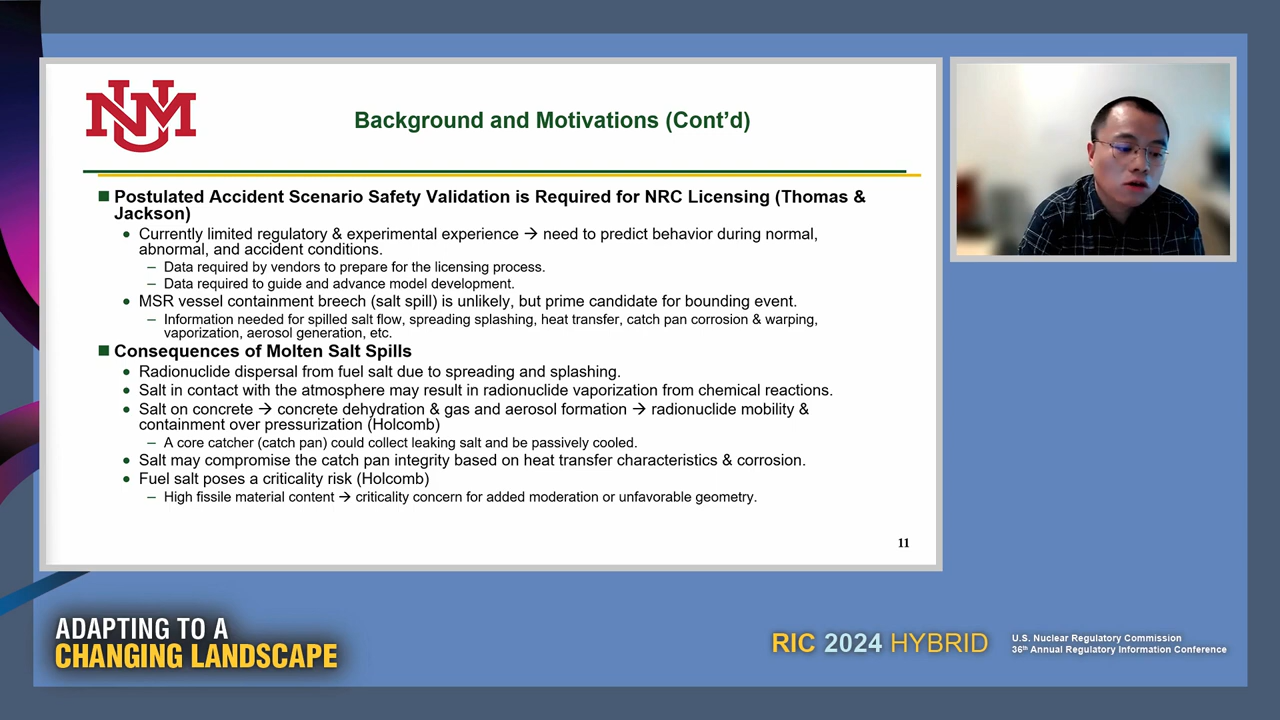 UNM
Background and Motivations (Cont'd)
Postulated Accident Scenario Safety Validation is Required for NRC Licensing (Thomas &
Jackson)
Currently limited regulatory & experimental experience → need to predict behavior during normal,
abnormal, and accident conditions.
– Data required by vendors to prepare for the licensing process.
– Data required to guide and advance model development.
MSR vessel containment breech (salt spill) is unlikely, but prime candidate for bounding event.
– Information needed for spilled salt flow, spreading splashing, heat transfer, catch pan corrosion & warping,
vaporization, aerosol generation, etc.
Consequences of Molten Salt Spills
Radionuclide dispersal from fuel salt due to spreading and splashing.
Salt in contact with the atmosphere may result in radionuclide vaporization from chemical reactions.
Salt on concrete → concrete dehydration & gas and aerosol formation → radionuclide mobility &
containment over pressurization (Holcomb)
– A core catcher (catch pan) could collect leaking salt and be passively cooled.
Salt may compromise the catch pan integrity based on heat transfer characteristics & corrosion.
Fuel salt poses a criticality risk (Holcomb)
– High fissile material content → criticality concern for added moderation or unfavorable geometry.
11
ADAPTING TO A
CHANGING LANDSCAPE
RIC 2024 HYBRID
U.S. Nuclear Regulatory Commission
36th Annual Regulatory Information Conference